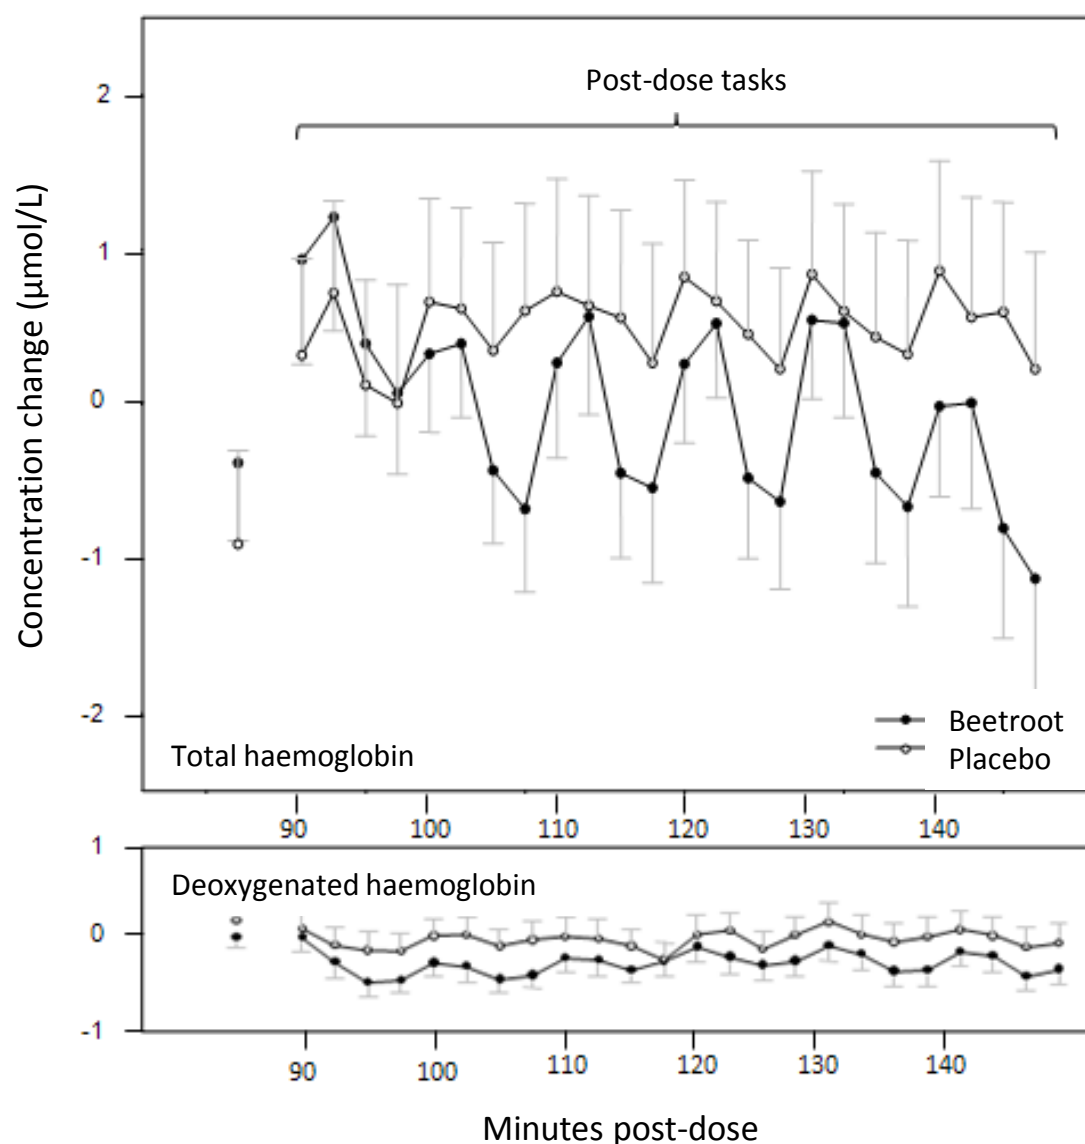 Post-dose tasks
Concentration change (µmol/L)
2
1
0
-1
-2
Total haemoglobin
Beetroot
Placebo
90 100 110 120 130 140
1
0
-1
Deoxygenated haemoglobin
90 100 110 120 130 140
Minutes post-dose